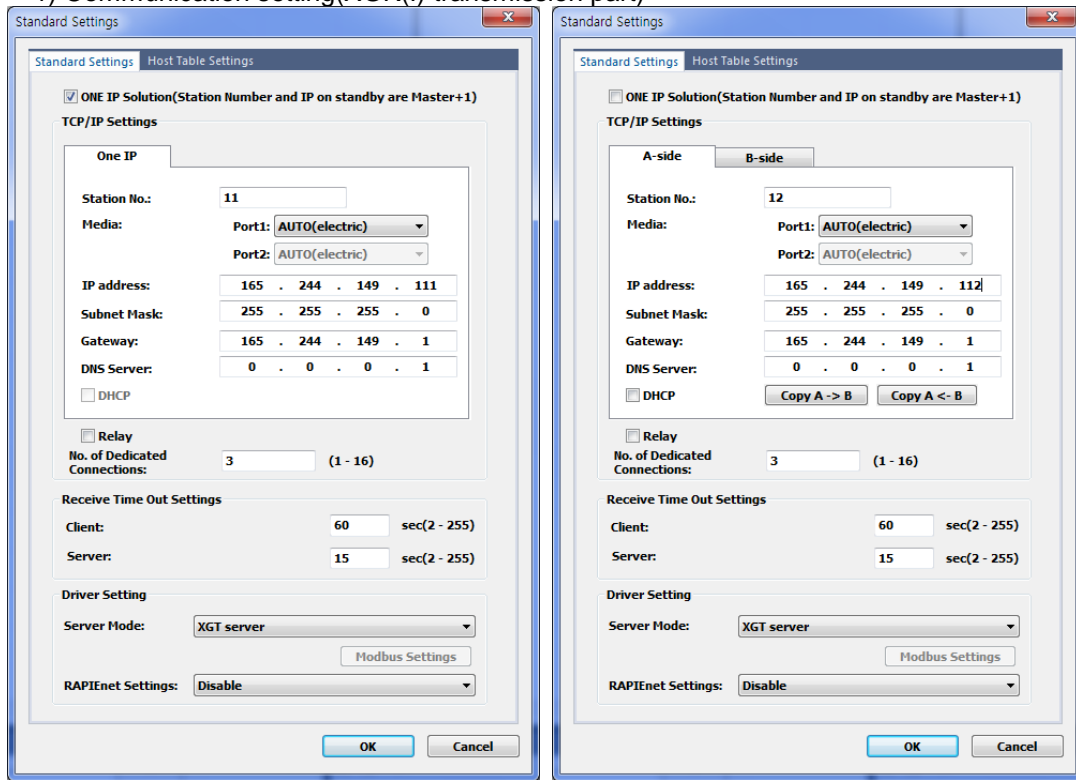 1) Communication setting(XGR(I) transmission part)
Standard Settings
Standard Settings Host Table Settings
ONE IP Solution(Station Number and IP on standby are Master+1)
TCP/IP Settings
One IP
Station No.: 11
Media: Port1: AUTO(electric)
Port2: AUTO(electric)
IP address: 165 . 244 . 149 . 111
Subnet Mask: 255 . 255 . 255 . 0
Gateway: 165 . 244 . 149 . 1
DNS Server: 0 . 0 . 0 . 1
DHCP
Relay
No. of Dedicated
Connections: 3 (1 - 16)
Receive Time Out Settings
Client: 60 sec(2 - 255)
Server: 15 sec(2 - 255)
Driver Setting
Server Mode: XGT server
Modbus Settings
RAPIEnet Settings: Disable
OK Cancel
Standard Settings
Standard Settings Host Table Settings
ONE IP Solution(Station Number and IP on standby are Master+1)
TCP/IP Settings
A-side B-side
Station No.: 12
Media: Port1: AUTO(electric)
Port2: AUTO(electric)
IP address: 165 . 244 . 149 . 112
Subnet Mask: 255 . 255 . 255 . 0
Gateway: 165 . 244 . 149 . 1
DNS Server: 0 . 0 . 0 . 1
DHCP Copy A -> B Copy A <- B
Relay
No. of Dedicated
Connections: 3 (1 - 16)
Receive Time Out Settings
Client: 60 sec(2 - 255)
Server: 15 sec(2 - 255)
Driver Setting
Server Mode: XGT server
Modbus Settings
RAPIEnet Settings: Disable
OK Cancel